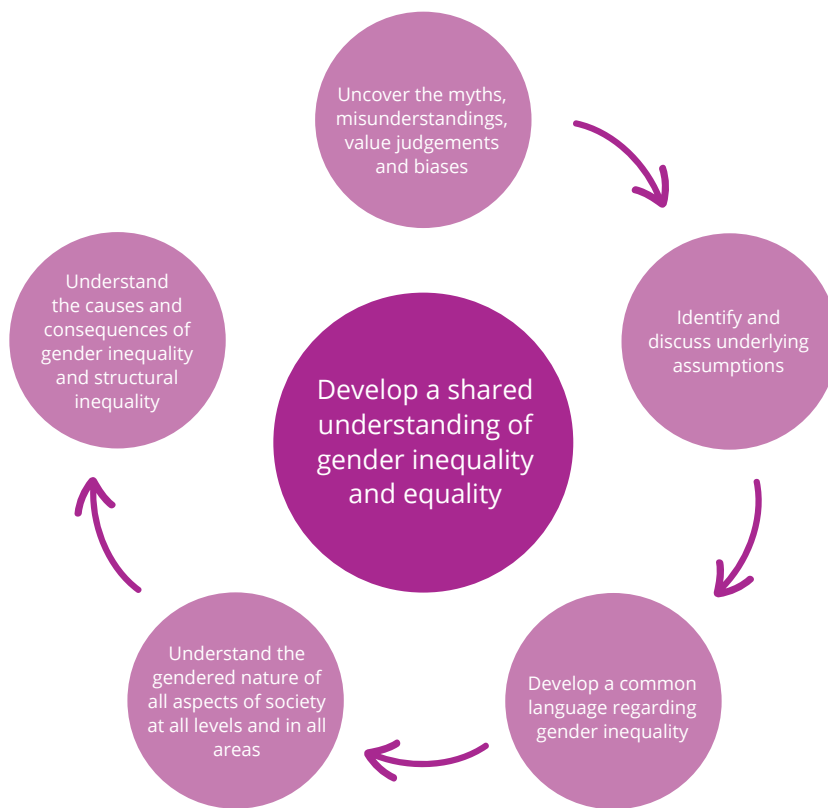 Uncover the myths,
misunderstandings,
value judgements
and biases
Identify and
discuss underlying
assumptions
Develop a common
language regarding
gender inequality
Understand the
gendered nature of
all aspects of society
at all levels and in all
areas
Understand
the causes and
consequences of
gender inequality
and structural
inequality
Develop a shared
understanding of
gender inequality
and equality